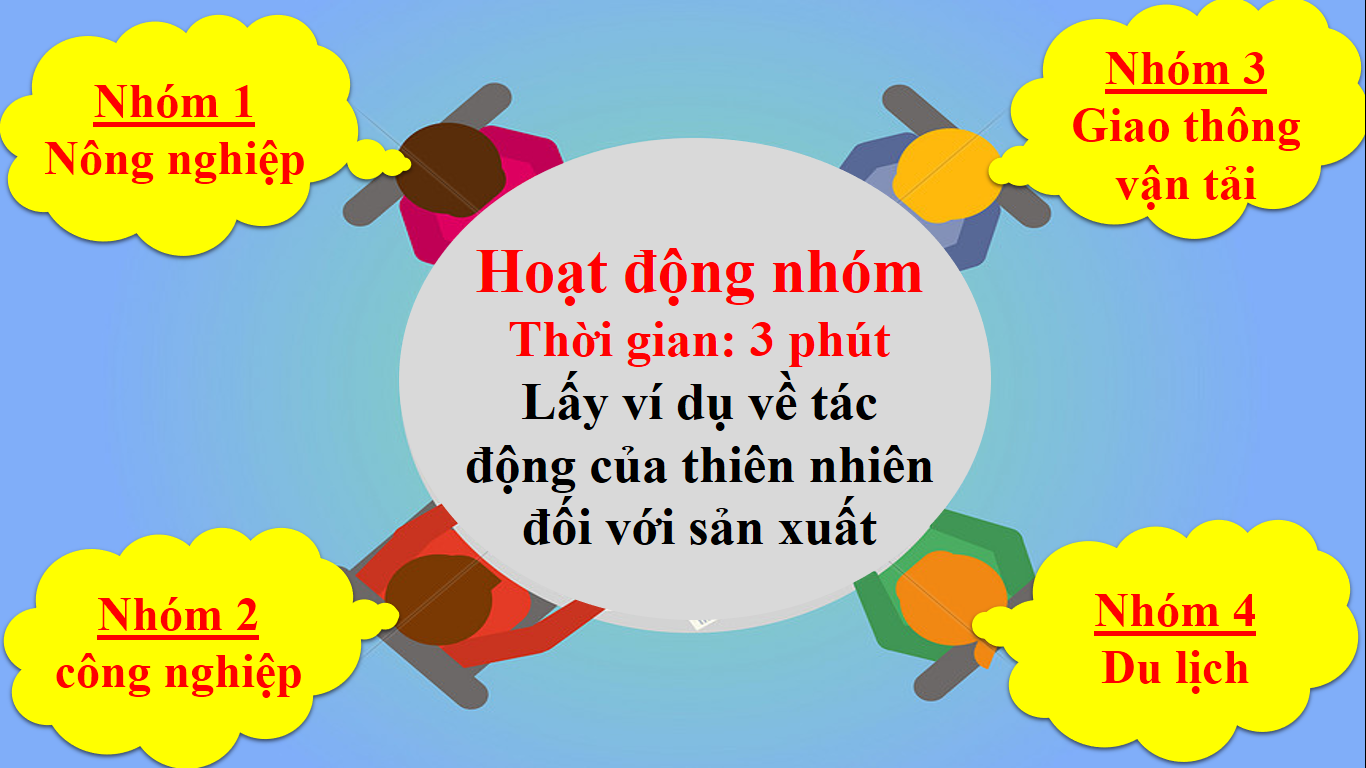 Nhóm 1
Nông nghiệp
Nhóm 3
Giao thông
vận tải
Hoạt động nhóm
Thời gian: 3 phút
Lấy ví dụ về tác
động của thiên nhiên
đối với sản xuất
Nhóm 2
công nghiệp
Nhóm 4
Du lịch